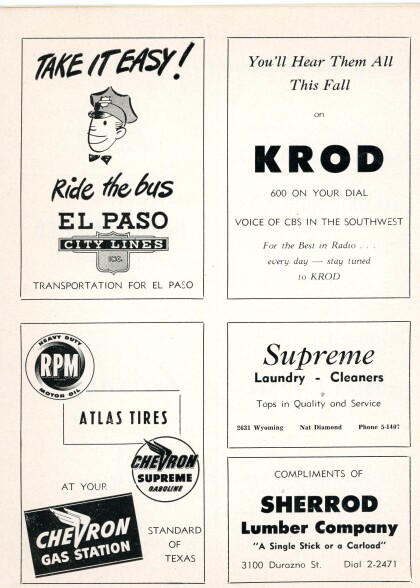 TAKE IT EASY!
Ride the bus
EL PASO
CITY LINES
INC.
TRANSPORTATION FOR EL PASO
You'll Hear Them All
This Fall
on
KROD
600 ON YOUR DIAL
VOICE OF CBS IN THE SOUTHWEST
For the Best in Radio . . .
every day — stay tuned
to KROD
HEAVY DUTY
RPM
MOTOR OIL
ATLAS TIRES
CHEVRON
SUPREME
GASOLINE
AT YOUR
CHEVRON
GAS STATION
STANDARD
OF
TEXAS
Supreme
Laundry - Cleaners
Tops in Quality and Service
2631 Wyoming Nat Diamond Phone 5-1407
COMPLIMENTS OF
SHERROD
Lumber Company
"A Single Stick or a Carload"
3100 Durazno St. Dial 2-2471